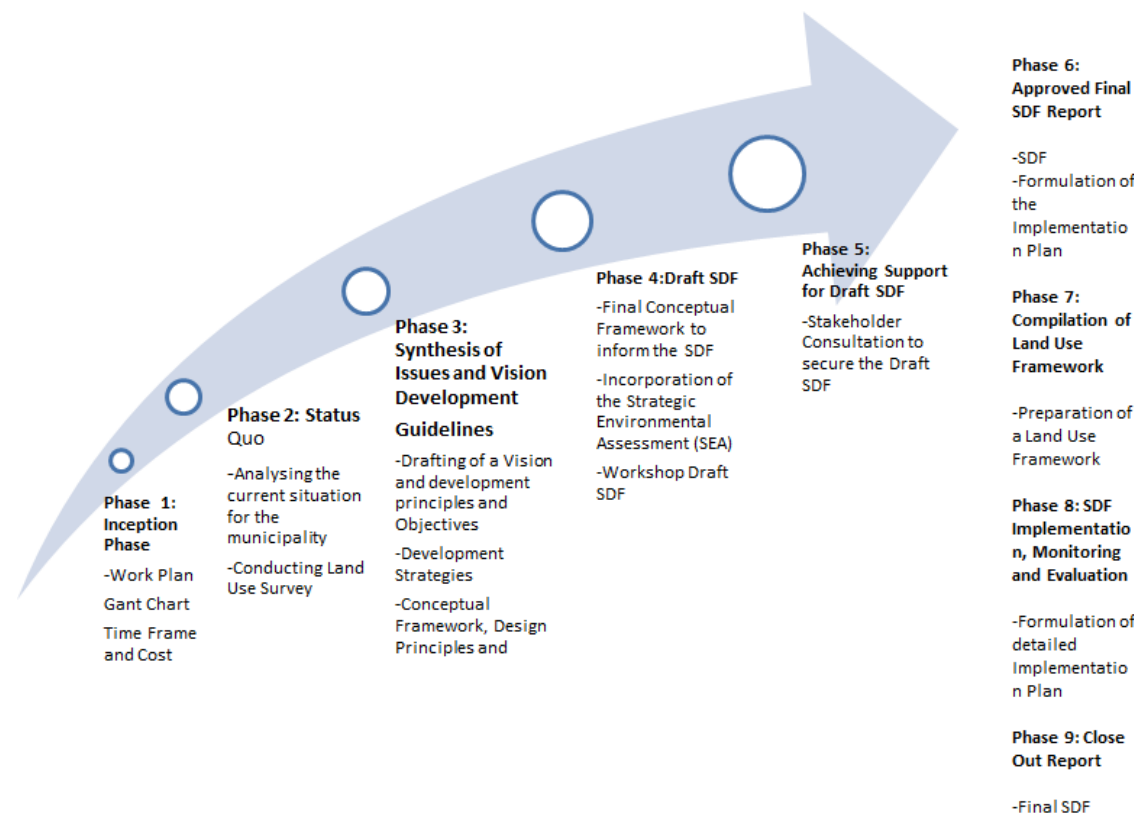 Phase 1:
Inception
Phase
-Work Plan
Gant Chart
Time Frame
and Cost
Phase 2: Status
Quo
-Analysing the
current situation
for the
municipality
-Conducting Land
Use Survey
Phase 3:
Synthesis of
Issues and Vision
Development
Guidelines
-Drafting of a Vision
and development
principles and
Objectives
-Development
Strategies
-Conceptual
Framework, Design
Principles and
Phase 4:Draft SDF
-Final Conceptual
Framework to
inform the SDF
-Incorporation of
the Strategic
Environmental
Assessment (SEA)
-Workshop Draft
SDF
Phase 5:
Achieving Support
for Draft SDF
-Stakeholder
Consultation to
secure the Draft
SDF
Phase 6:
Approved Final
SDF Report
-SDF
-Formulation of
the
Implementatio
n Plan
Phase 7:
Compilation of
Land Use
Framework
-Preparation of
a Land Use
Framework
Phase 8: SDF
Implementatio
n, Monitoring
and Evaluation
-Formulation of
detailed
Implementatio
n Plan
Phase 9: Close
Out Report
-Final SDF